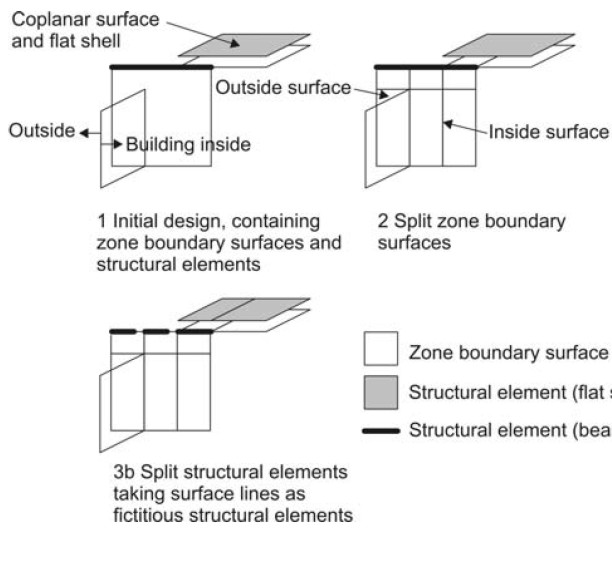 Coplanar surface
and flat shell
Outside surface
Outside
Building inside
Inside surface
1 Initial design, containing
zone boundary surfaces and
structural elements
2 Split zone boundary
surfaces
Zone boundary surface
Structural element (flat s
Structural element (bea
3b Split structural elements
taking surface lines as
fictitious structural elements